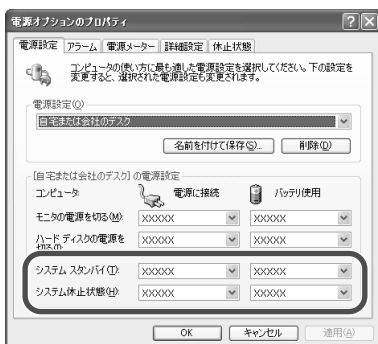 電源オプションのプロパティ
電源設定 アラーム 電源メーター 詳細設定 休止状態
コンピュータの使い方に最も適した電源設定を選択してください。下の設定を
変更すると、選択された電源設定も変更されます。
電源設定(O)
自宅または会社のデスク
名前を付けて保存(S)... 削除(D)
[自宅または会社のデスク] の電源設定
コンピュータ: 電源に接続 バッテリ使用
モニタの電源を切る(M): XXXXX XXXXX
ハード ディスクの電源を XXXXX XXXXX
切る(I):
システム スタンバイ(T): XXXXX XXXXX
システム休止状態(H): XXXXX XXXXX
OK キャンセル 適用(A)